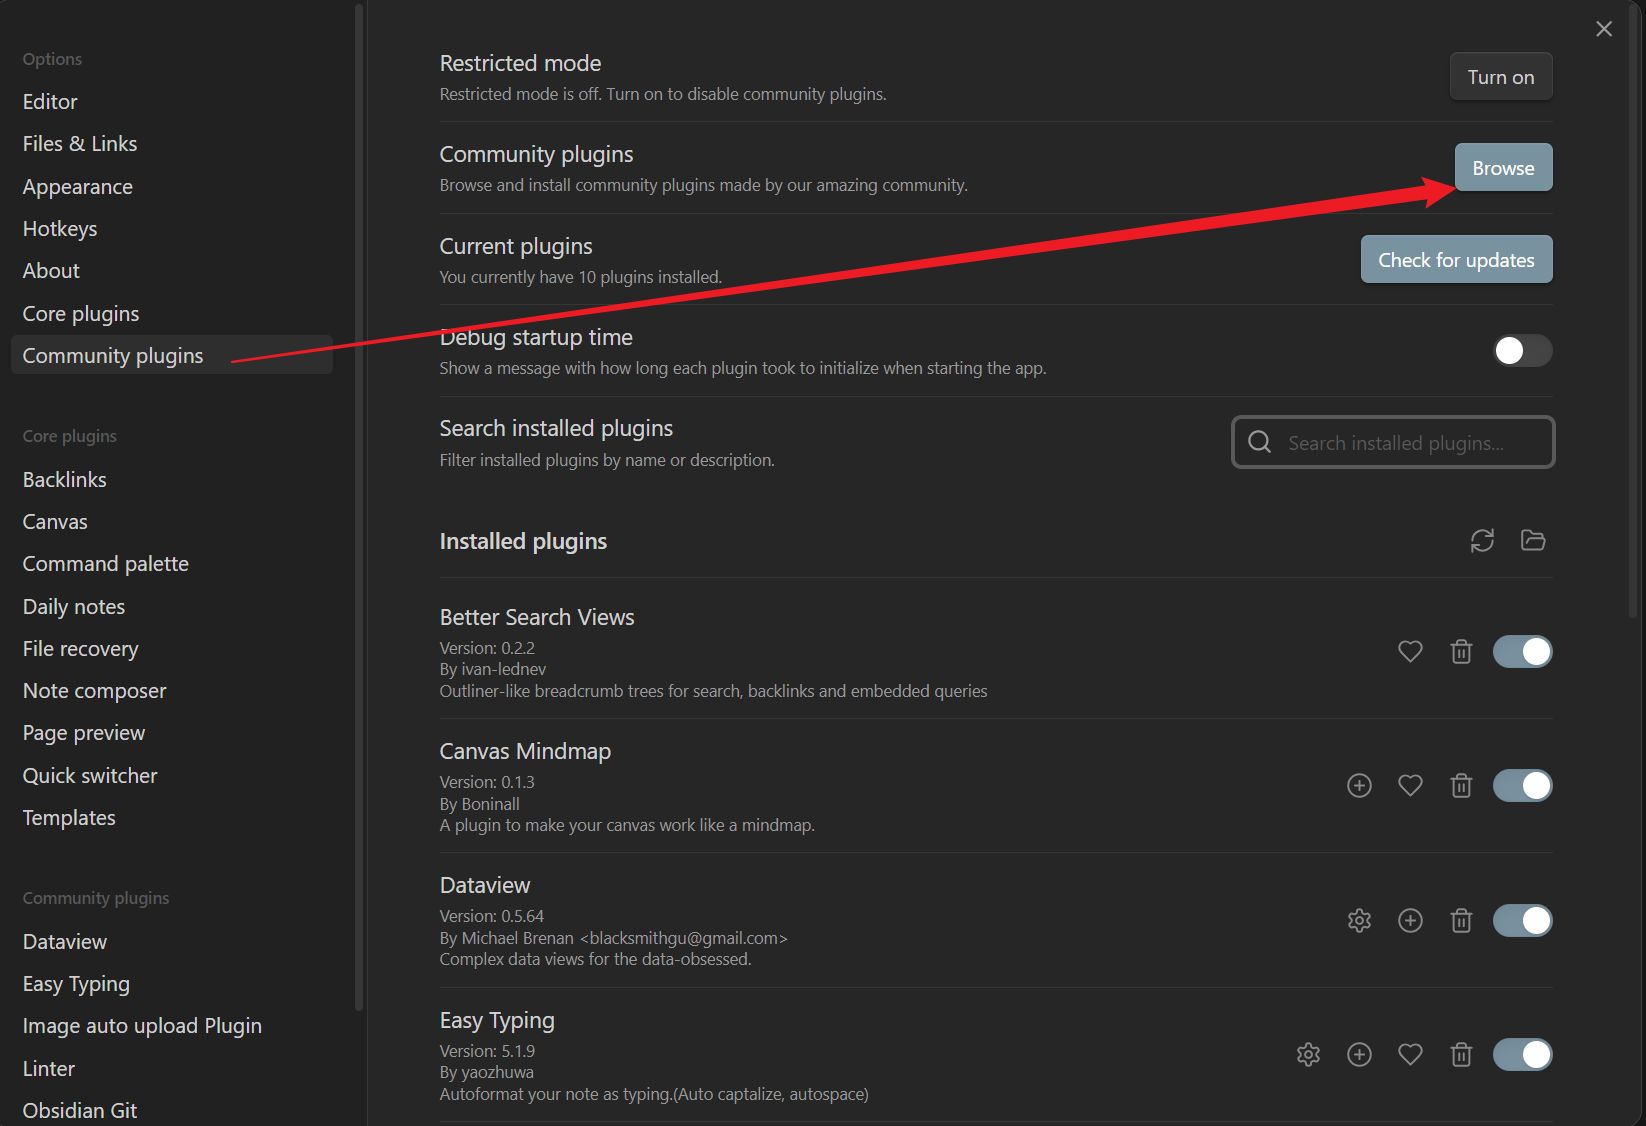 Options
Editor
Files & Links
Appearance
Hotkeys
About
Core plugins
Community plugins
Core plugins
Backlinks
Canvas
Command palette
Daily notes
File recovery
Note composer
Page preview
Quick switcher
Templates
Community plugins
Dataview
Easy Typing
Image auto upload Plugin
Linter
Obsidian Git
Restricted mode
Restricted mode is off. Turn on to disable community plugins.
Turn on
Community plugins
Browse and install community plugins made by our amazing community.
Browse
Current plugins
You currently have 10 plugins installed.
Check for updates
Debug startup time
Show a message with how long each plugin took to initialize when starting the app.
Search installed plugins
Filter installed plugins by name or description.
Search installed plugins...
Installed plugins
Better Search Views
Version: 0.2.2
By ivan-lednev
Outliner-like breadcrumb trees for search, backlinks and embedded queries
Canvas Mindmap
Version: 0.1.3
By Boninall
A plugin to make your canvas work like a mindmap.
Dataview
Version: 0.5.64
By Michael Brenan <blacksmithgu@gmail.com>
Complex data views for the data-obsessed.
Easy Typing
Version: 5.1.9
By yaozhuwa
Autoformat your note as typing.(Auto captalize, autospace)